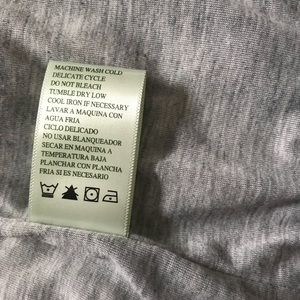 MACHINE WASH COLD
DELICATE CYCLE
DO NOT BLEACH
TUMBLE DRY LOW
COOL IRON IF NECESSARY
LAVAR A MAQUINA CON
AGUA FRIA
CICLO DELICADO
NO USAR BLANQUEADOR
SECAR EN MAQUINA A
TEMPERATURA BAJA
PLANCHAR CON PLANCHA
FRIA SI ES NECESARIO